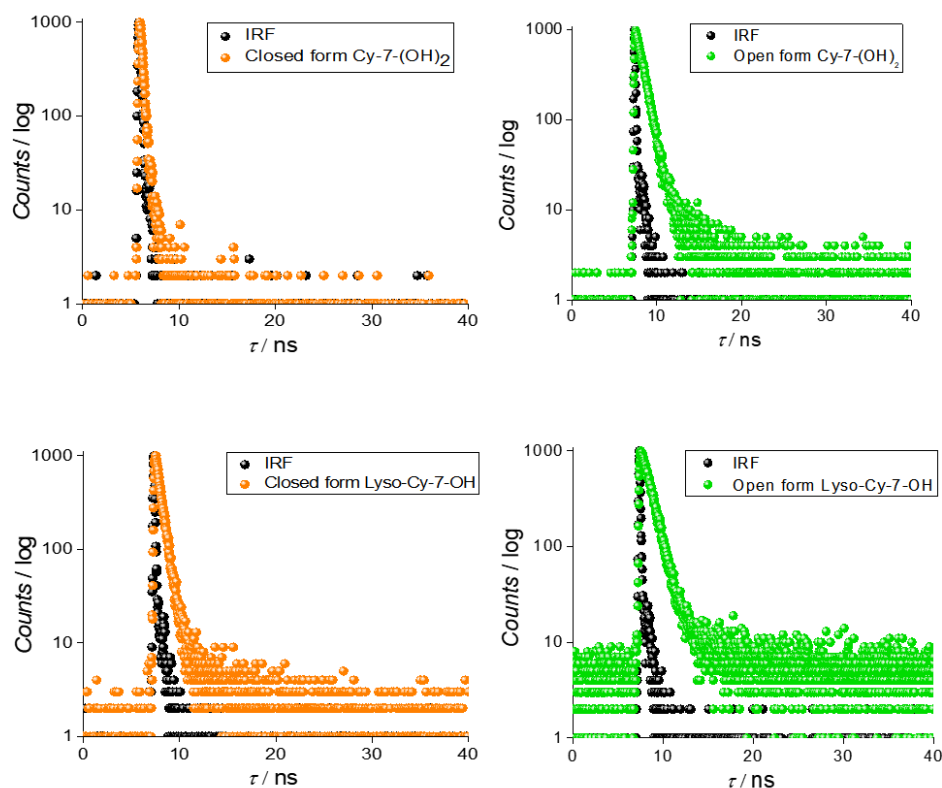 1000
100
10
1
Counts / log
IRF
Closed form Cy-7-(OH)2
0 10 20 30 40
τ / ns
1000
100
10
1
Counts / log
IRF
Open form Cy-7-(OH)2
0 10 20 30 40
τ / ns
1000
100
10
1
Counts / log
IRF
Closed form Lyso-Cy-7-OH
0 10 20 30 40
τ / ns
1000
100
10
1
Counts / log
IRF
Open form Lyso-Cy-7-OH
0 10 20 30 40
τ / ns